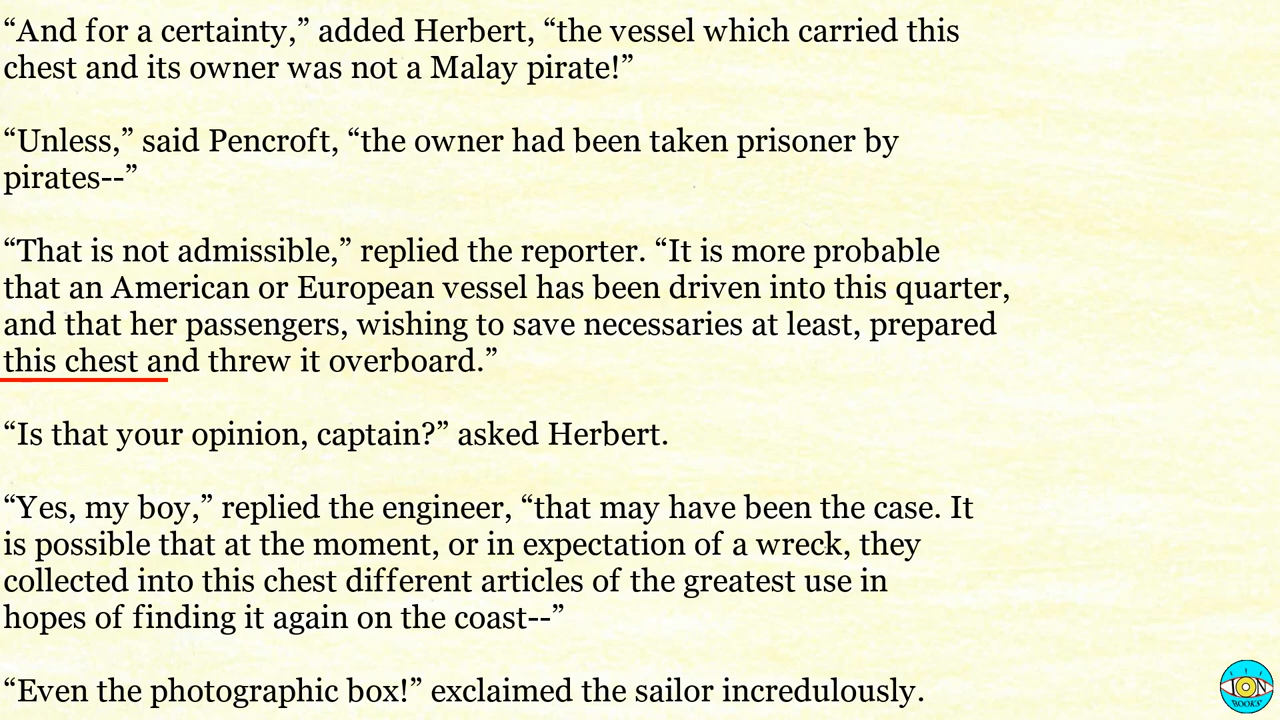 “And for a certainty,” added Herbert, “the vessel which carried this
chest and its owner was not a Malay pirate!”
“Unless,” said Pencroft, “the owner had been taken prisoner by
pirates--”
“That is not admissible,” replied the reporter. “It is more probable
that an American or European vessel has been driven into this quarter,
and that her passengers, wishing to save necessaries at least, prepared
this chest and threw it overboard.”
“Is that your opinion, captain?” asked Herbert.
“Yes, my boy,” replied the engineer, “that may have been the case. It
is possible that at the moment, or in expectation of a wreck, they
collected into this chest different articles of the greatest use in
hopes of finding it again on the coast--”
“Even the photographic box!” exclaimed the sailor incredulously.
ION
BOOKS